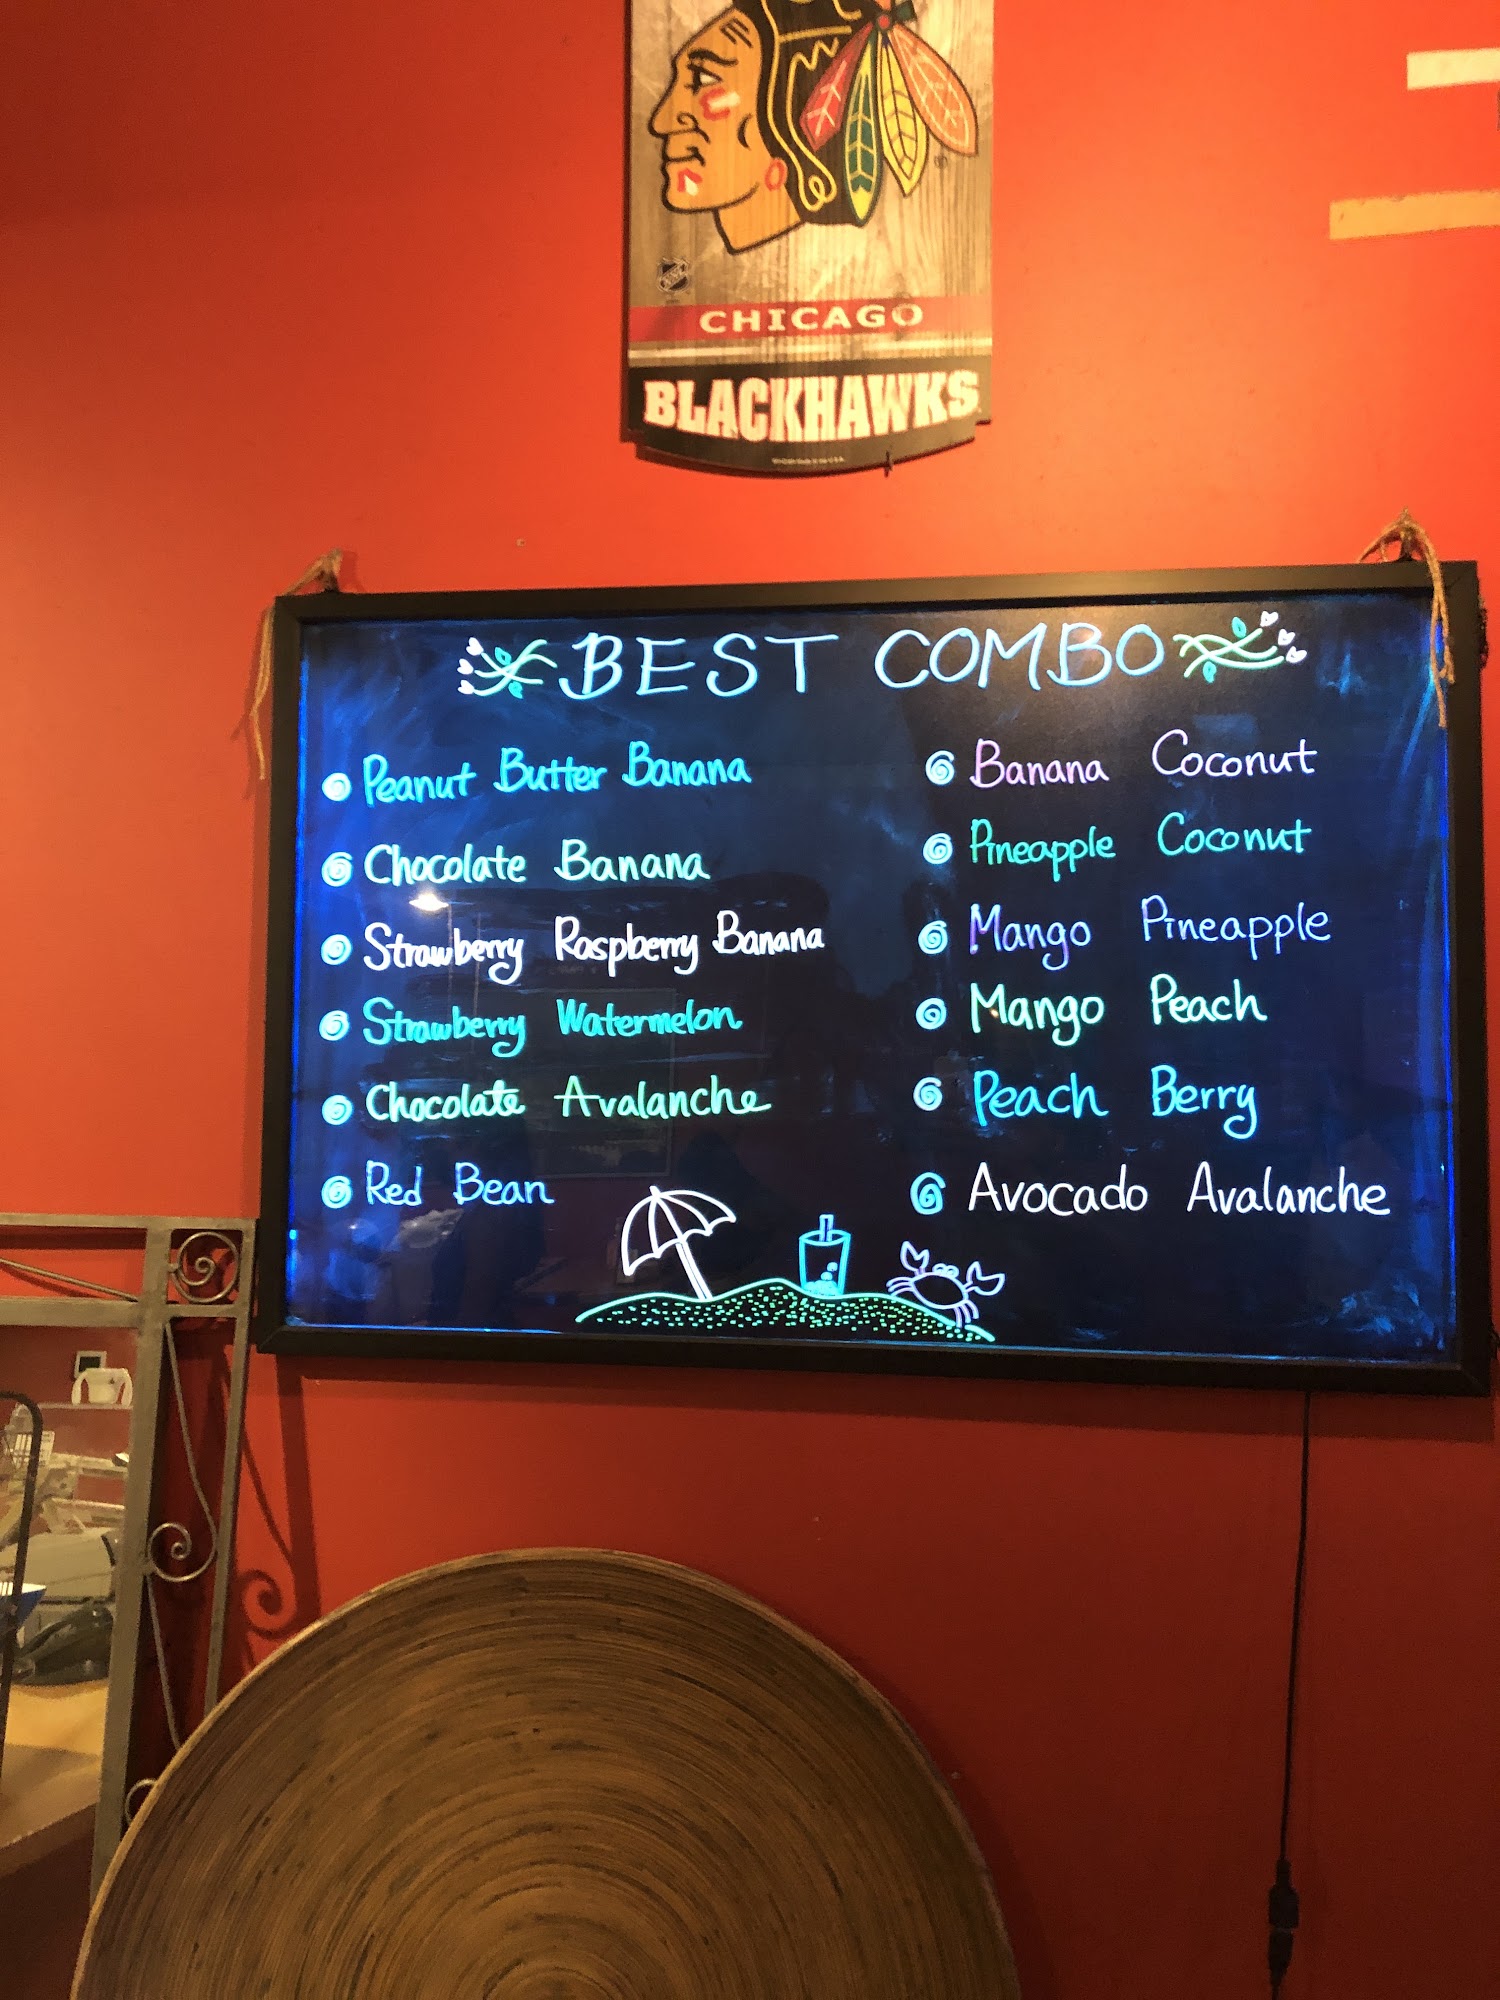 CHICAGO
BLACKHAWKS
BEST COMBO
Peanut Butter Banana
Chocolate Banana
Strawberry Raspberry Banana
Strawberry Watermelon
Chocolate Avalanche
Red Bean
Banana Coconut
Pineapple Coconut
Mango Pineapple
Mango Peach
Peach Berry
Avocado Avalanche